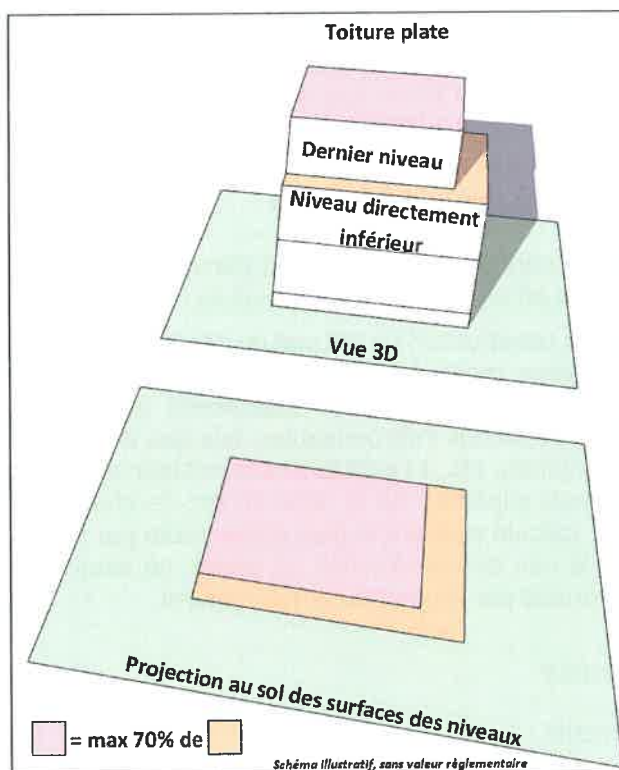 Toiture plate
Dernier niveau
Niveau directement
inférieur
Vue 3D
Projection au sol des surfaces des niveaux
= max 70% de
Schéma illustratif, sans valeur règlementaire